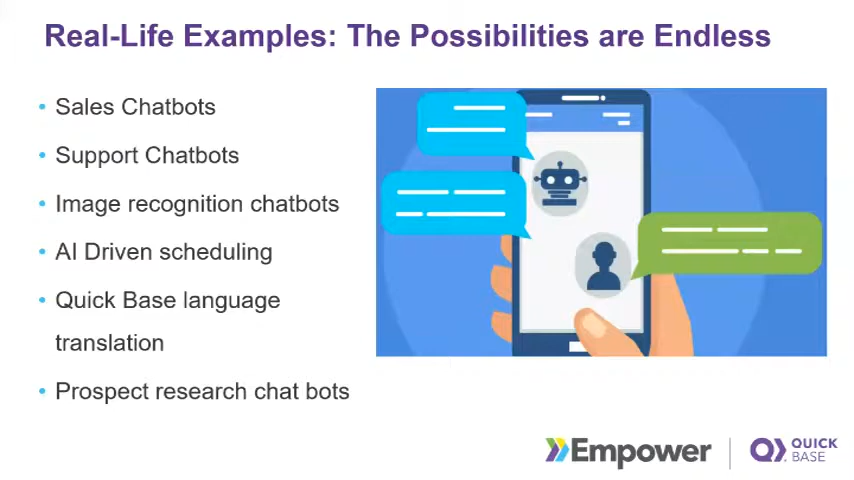 Real-Life Examples: The Possibilities are Endless
• Sales Chatbots
• Support Chatbots
• Image recognition chatbots
• AI Driven scheduling
• Quick Base language
translation
• Prospect research chat bots
Empower
QUICK
BASE